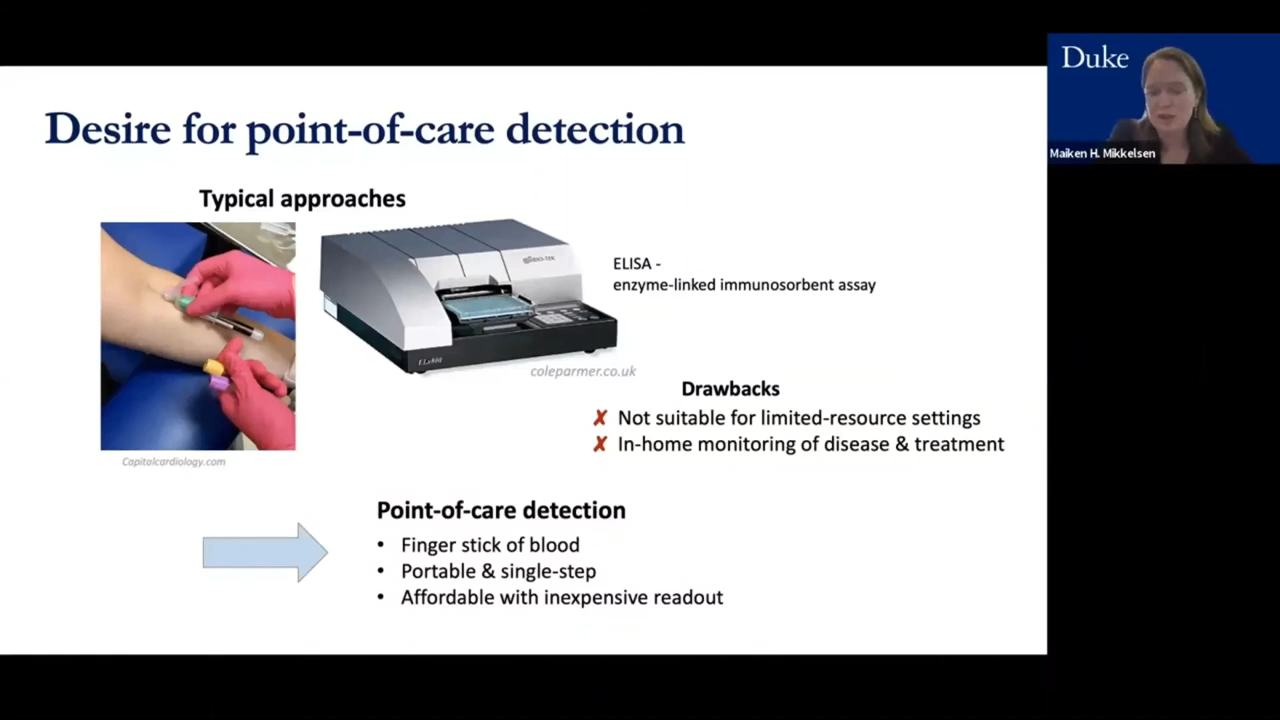 Desire for point-of-care detection
Duke
Maiken H. Mikkelsen
Typical approaches
ELISA -
enzyme-linked immunosorbent assay
ELx800
coleparmer.co.uk
Capitalcardiology.com
Drawbacks
✗ Not suitable for limited-resource settings
✗ In-home monitoring of disease & treatment
Point-of-care detection
• Finger stick of blood
• Portable & single-step
• Affordable with inexpensive readout